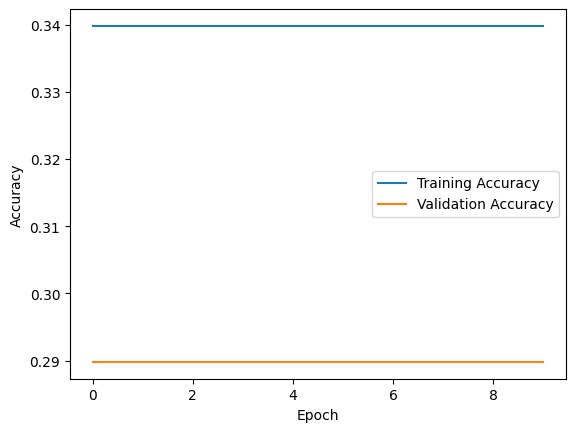 0.34
0.33
0.32
0.31
0.30
0.29
Accuracy
Training Accuracy
Validation Accuracy
0 2 4 6 8
Epoch